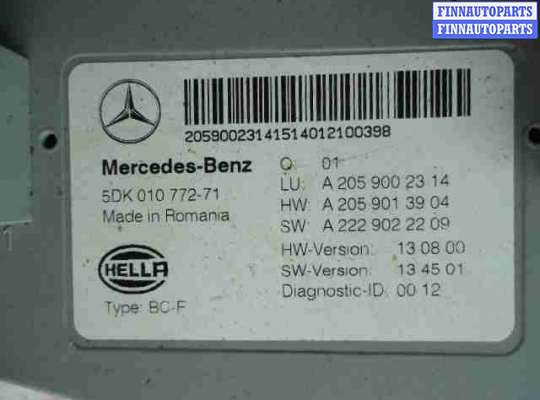 FINNAUTOPARTS
FINNAUTOPARTS
20590023141514012100398
Mercedes-Benz
5DK 010 772-71
Made in Romania
HELLA
Type: BC-F
Q: 01
LU: A 205 900 23 14
HW: A 205 901 39 04
SW: A 222 902 22 09
HW-Version: 13 08 00
SW-Version: 13 45 01
Diagnostic-ID: 00 12
1